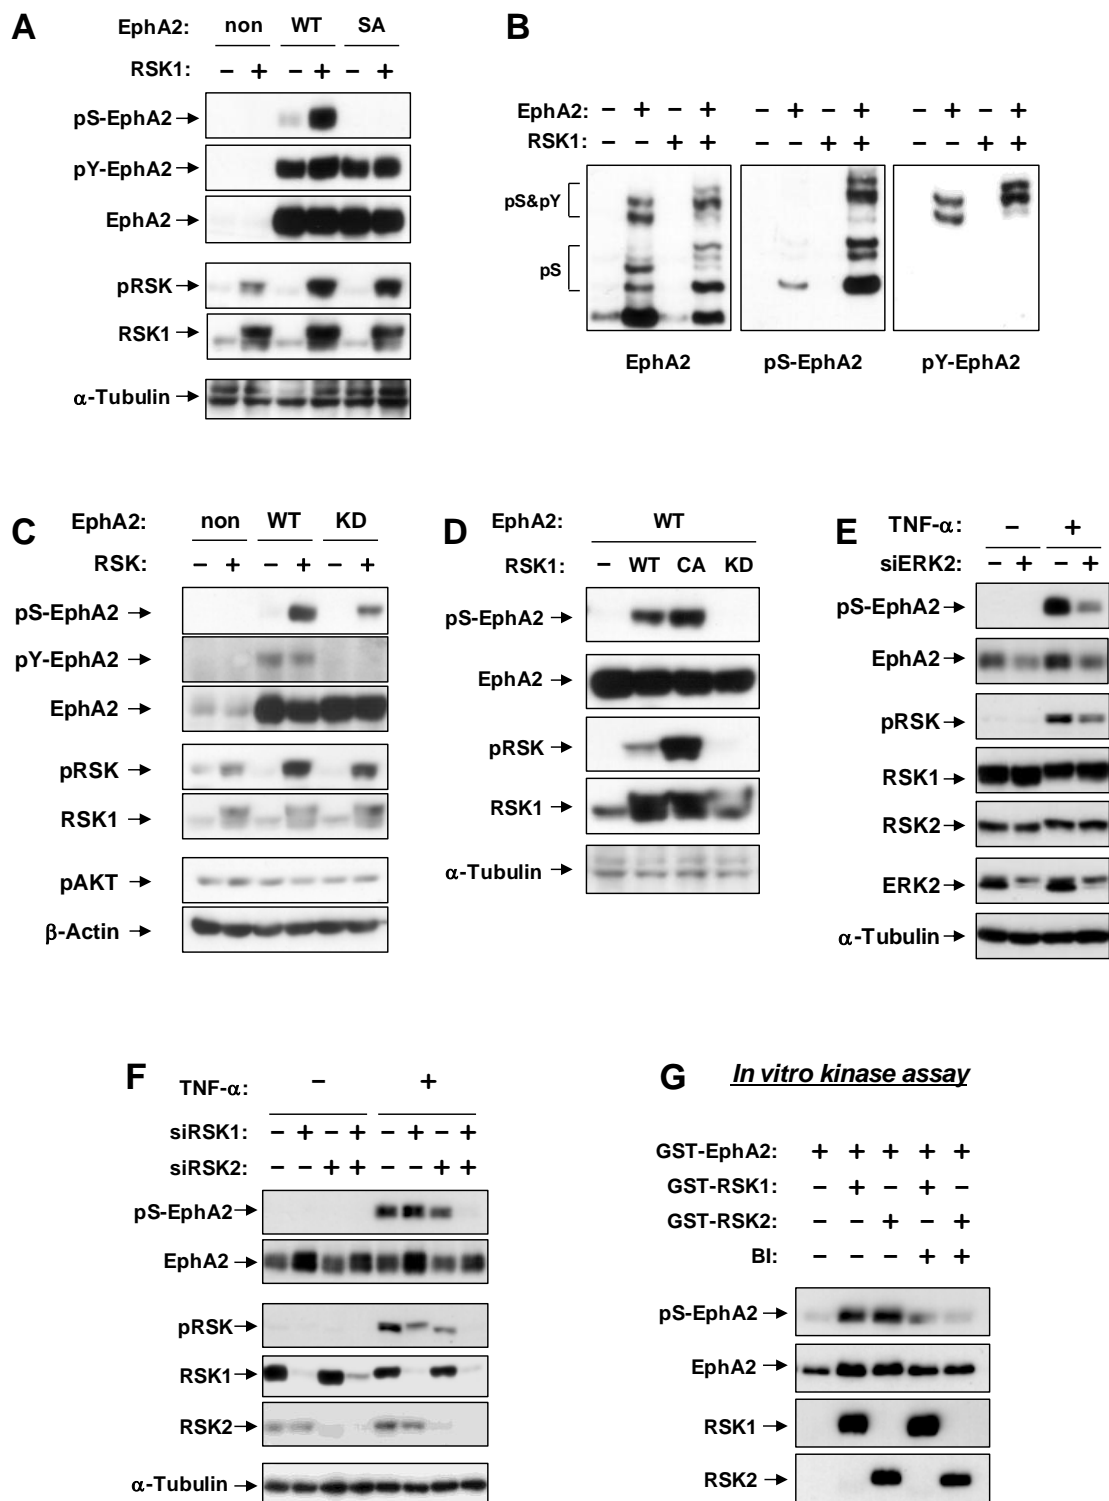 A
EphA2: non WT SA
RSK1: – + – + – +
pS-EphA2
pY-EphA2
EphA2
pRSK
RSK1
α-Tubulin
B
EphA2: – + – + – + – + – + – +
RSK1: – – + + – – + + – – + +
pS&pY
pS
EphA2 pS-EphA2 pY-EphA2
C
EphA2: non WT KD
RSK: – + – + – +
pS-EphA2
pY-EphA2
EphA2
pRSK
RSK1
pAKT
β-Actin
D
EphA2: WT
RSK1: – WT CA KD
pS-EphA2
EphA2
pRSK
RSK1
α-Tubulin
E
TNF-α: – +
siERK2: – + – +
pS-EphA2
EphA2
pRSK
RSK1
RSK2
ERK2
α-Tubulin
F
TNF-α: – +
siRSK1: – + – + – + – +
siRSK2: – – + + – – + +
pS-EphA2
EphA2
pRSK
RSK1
RSK2
α-Tubulin
G In vitro kinase assay
GST-EphA2: + + + + +
GST-RSK1: – + – + –
GST-RSK2: – – + – +
BI: – – – + +
pS-EphA2
EphA2
RSK1
RSK2